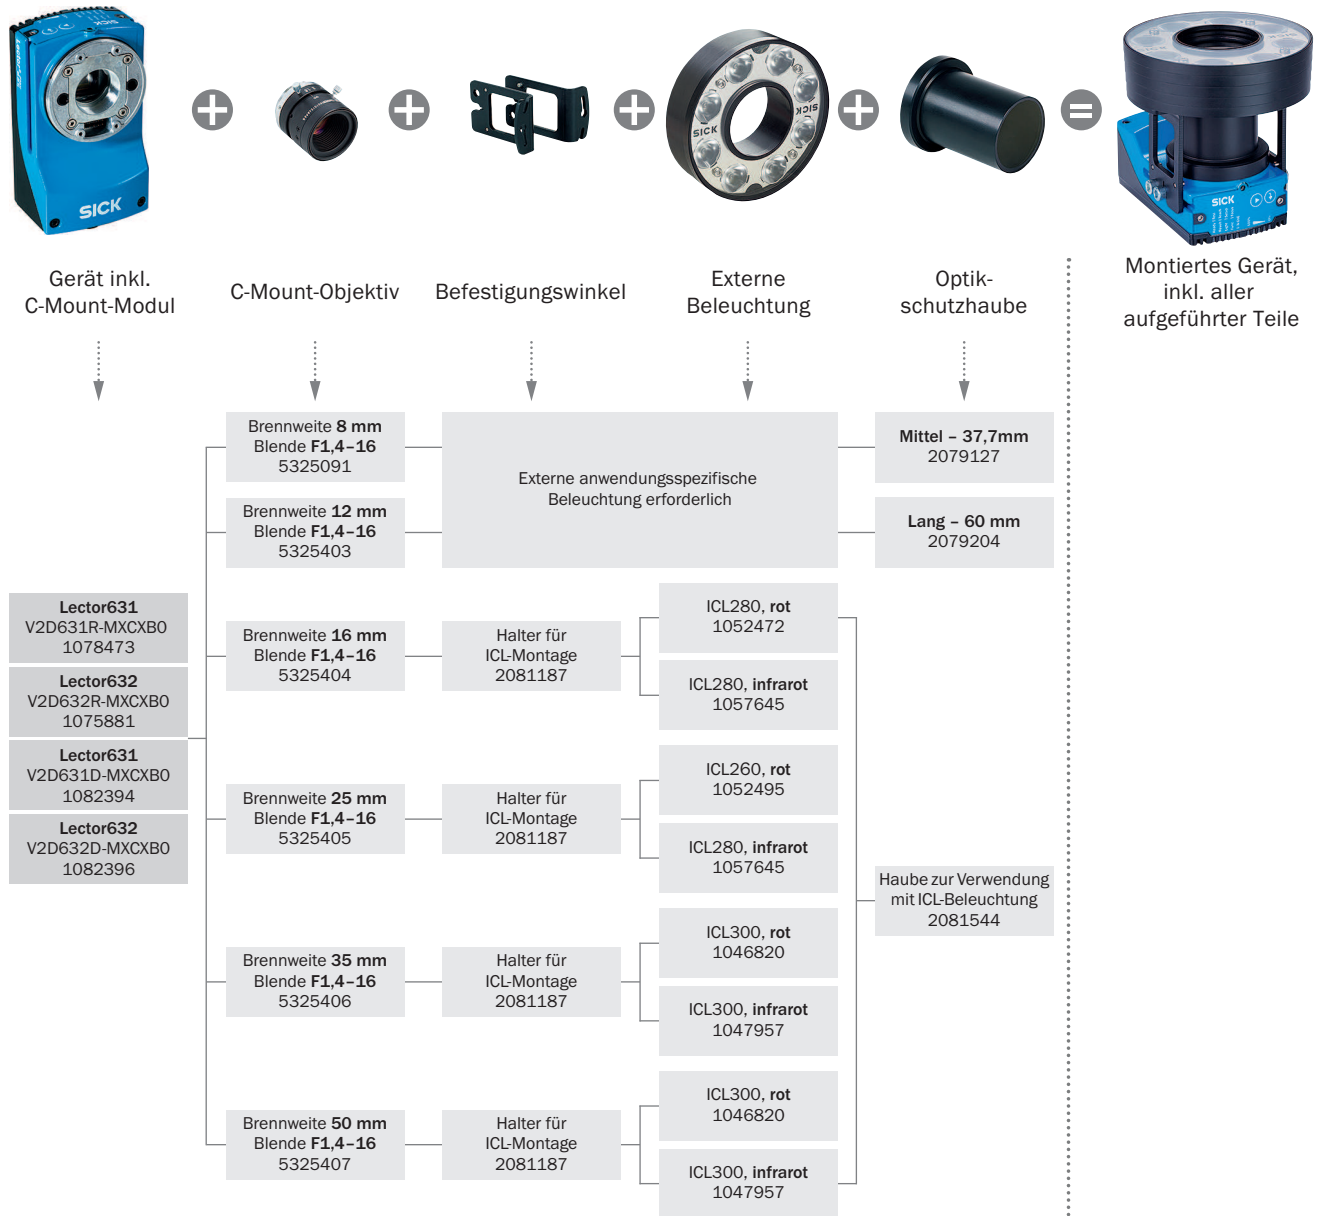 SICK
SICK
SICK
SICK
Gerät inkl.
C-Mount-Modul
C-Mount-Objektiv
Befestigungswinkel
Externe
Beleuchtung
Optik-
schutzhaube
Montiertes Gerät,
inkl. aller
aufgeführter Teile
Lector631
V2D631R-MXCXB0
1078473
Lector632
V2D632R-MXCXB0
1075881
Lector631
V2D631D-MXCXB0
1082394
Lector632
V2D632D-MXCXB0
1082396
Brennweite 8 mm
Blende F1,4–16
5325091
Brennweite 12 mm
Blende F1,4–16
5325403
Externe anwendungsspezifische
Beleuchtung erforderlich
Mittel – 37,7mm
2079127
Lang – 60 mm
2079204
Brennweite 16 mm
Blende F1,4–16
5325404
Halter für
ICL-Montage
2081187
ICL280, rot
1052472
ICL280, infrarot
1057645
Brennweite 25 mm
Blende F1,4–16
5325405
Halter für
ICL-Montage
2081187
ICL260, rot
1052495
ICL280, infrarot
1057645
Brennweite 35 mm
Blende F1,4–16
5325406
Halter für
ICL-Montage
2081187
ICL300, rot
1046820
ICL300, infrarot
1047957
Brennweite 50 mm
Blende F1,4–16
5325407
Halter für
ICL-Montage
2081187
ICL300, rot
1046820
ICL300, infrarot
1047957
Haube zur Verwendung
mit ICL-Beleuchtung
2081544